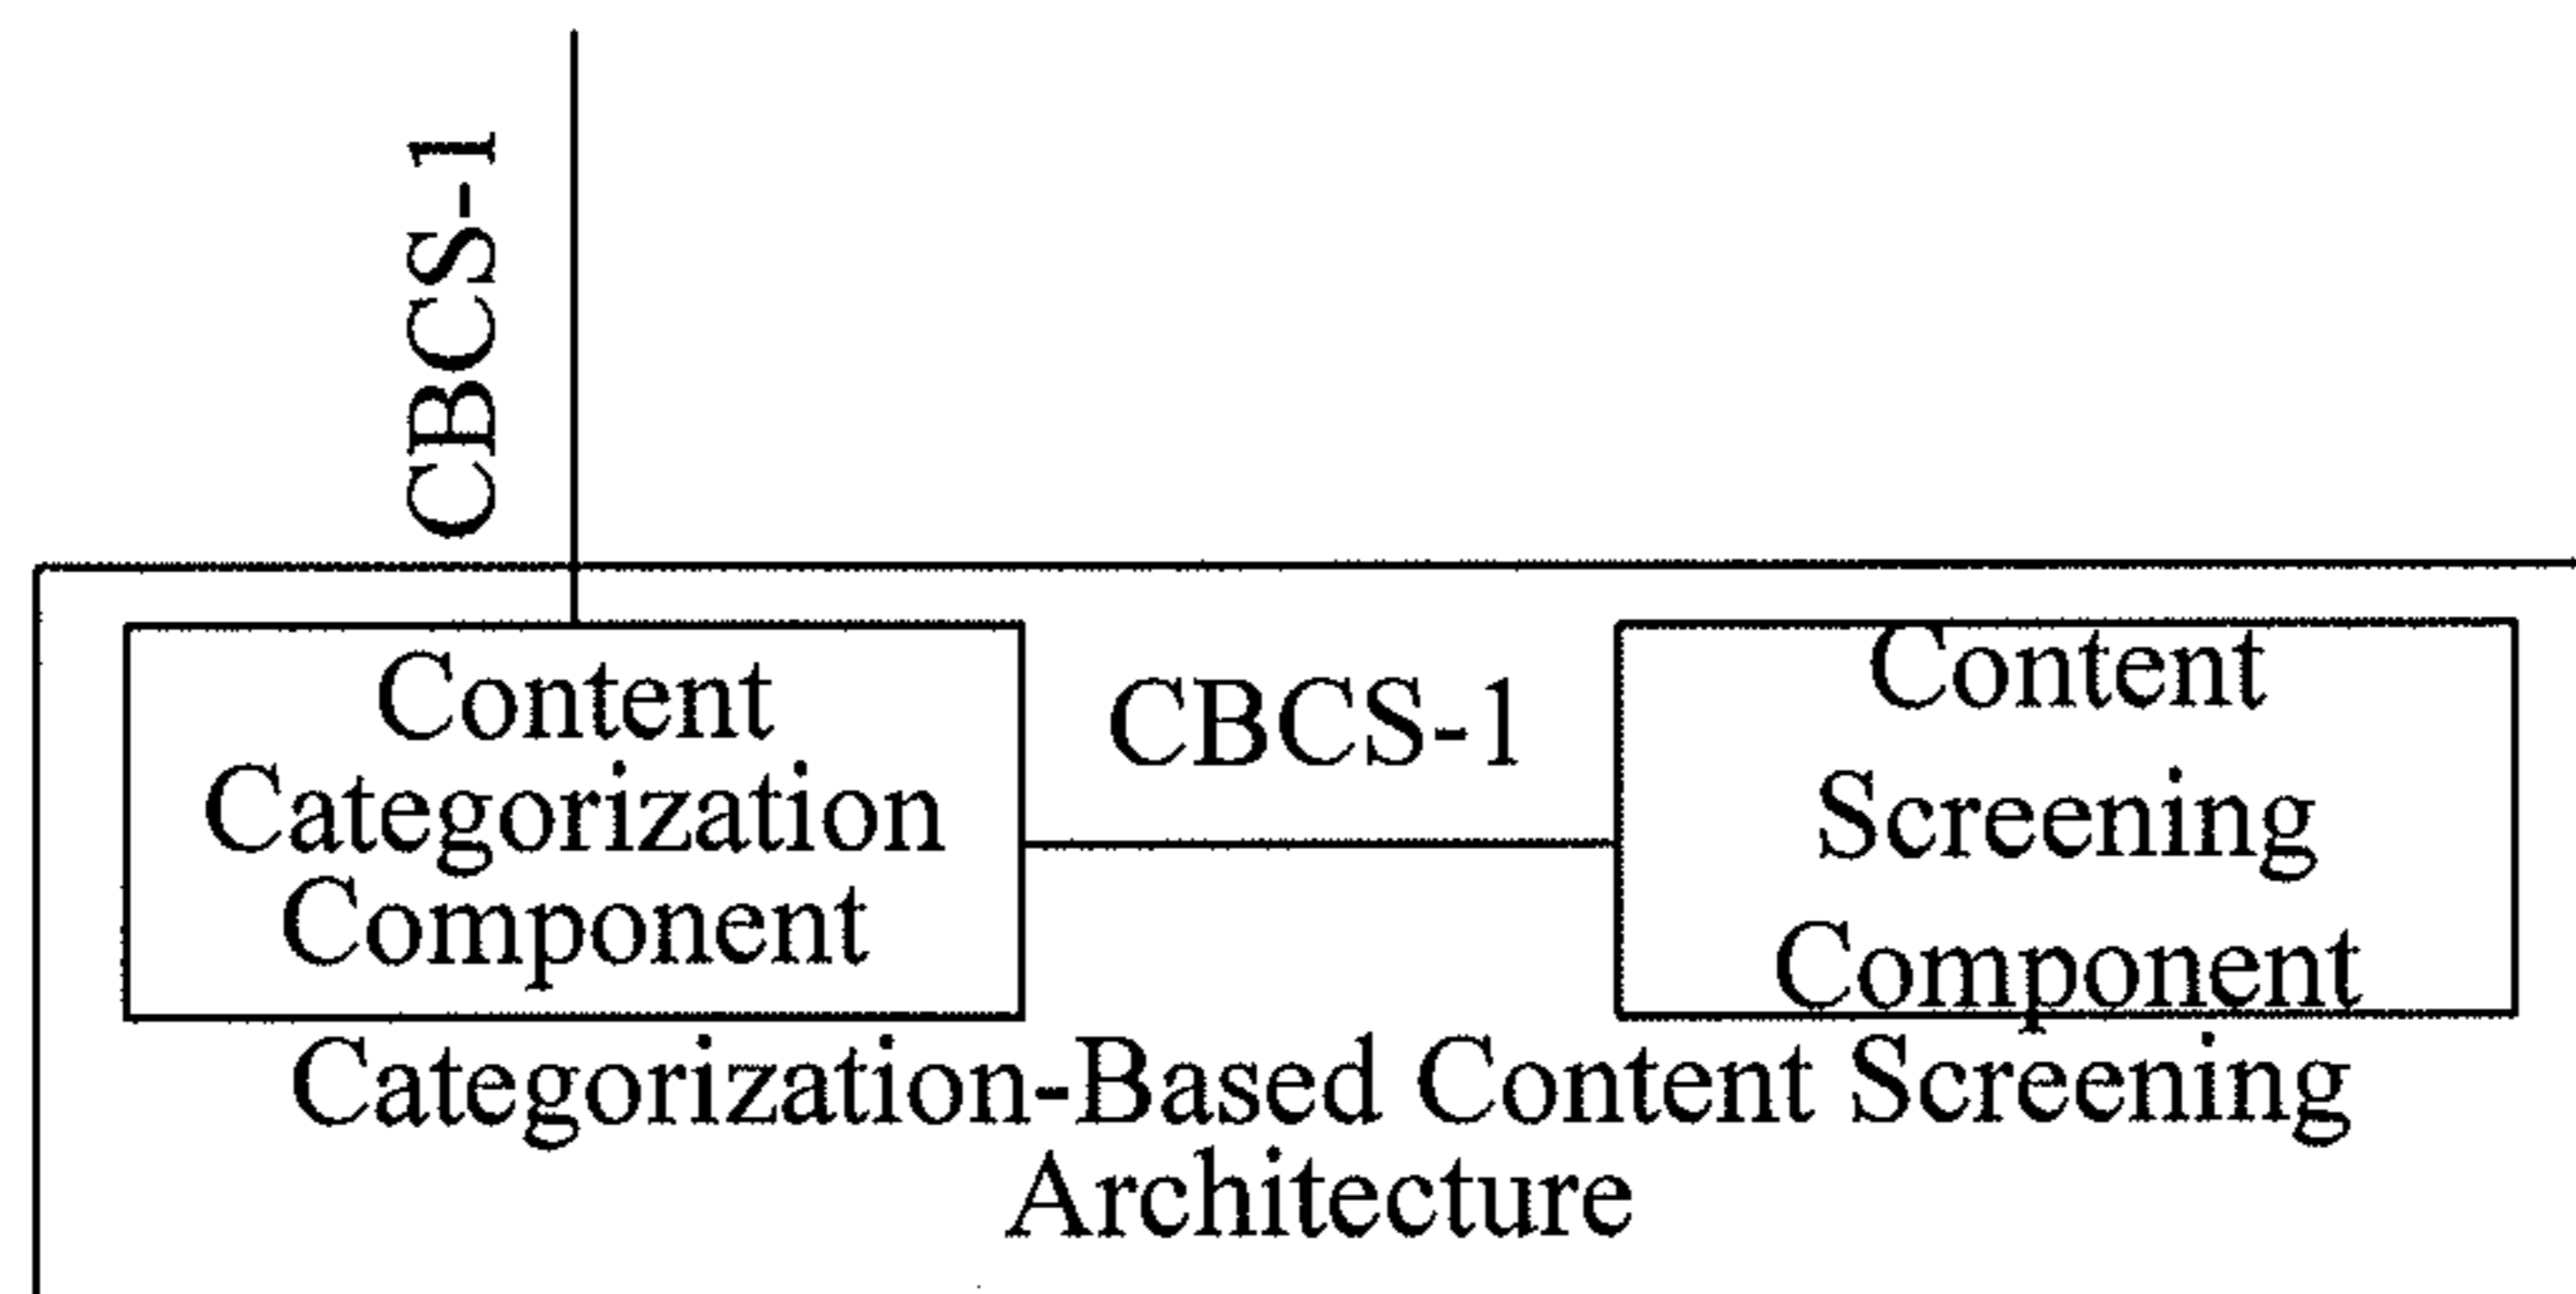 CBCS-1
Content
Categorization
Component
CBCS-1
Content
Screening
Component
Categorization-Based Content Screening
Architecture